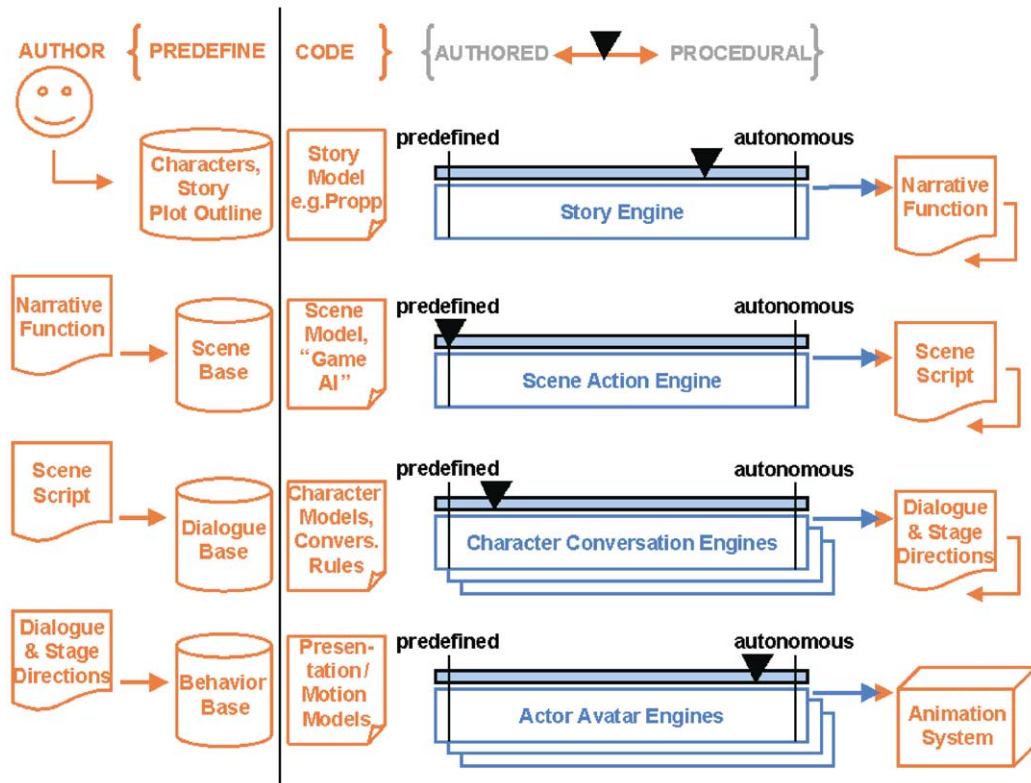 AUTHOR { PREDEFINE CODE } { AUTHORED PROCEDURAL }
Characters,
Story
Plot Outline
Story
Model
e.g.Propp
predefined autonomous
Story Engine
Narrative
Function
Narrative
Function
Scene
Base
Scene
Model,
“Game
AI”
predefined autonomous
Scene Action Engine
Scene
Script
Scene
Script
Dialogue
Base
Character
Models,
Convers.
Rules
predefined autonomous
Character Conversation Engines
Dialogue
& Stage
Directions
Dialogue
& Stage
Directions
Behavior
Base
Presen-
tation/
Motion
Models
predefined autonomous
Actor Avatar Engines
Animation
System